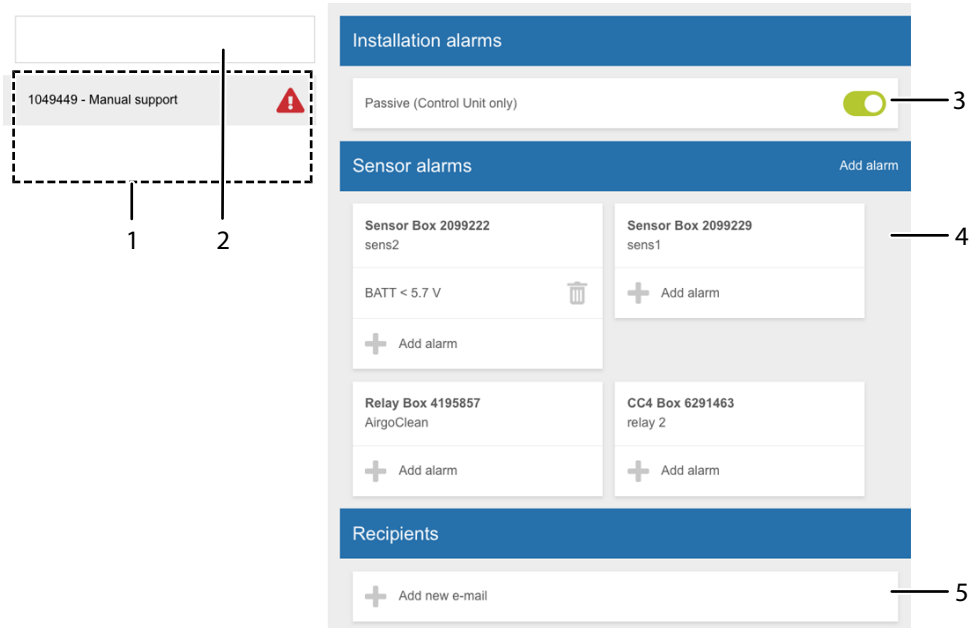 1049449 - Manual support
1
2
Installation alarms
Passive (Control Unit only)
3
Sensor alarms
Add alarm
Sensor Box 2099222
sens2
BATT < 5.7 V
Add alarm
Sensor Box 2099229
sens1
Add alarm
4
Relay Box 4195857
AirgoClean
Add alarm
CC4 Box 6291463
relay 2
Add alarm
Recipients
Add new e-mail
5